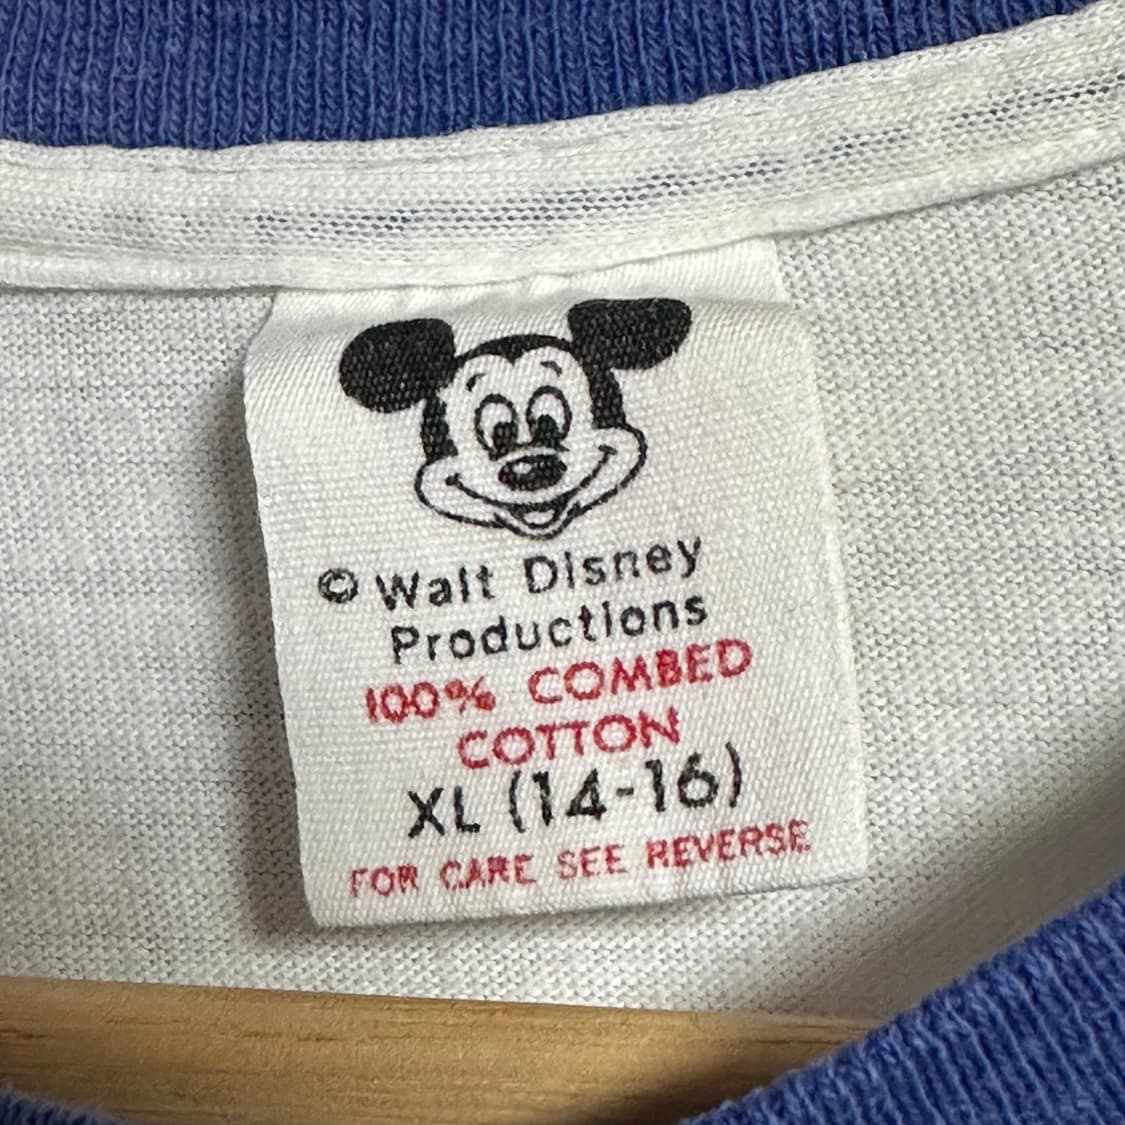 © Walt Disney
Productions
100% COMBED
COTTON
XL (14-16)
FOR CARE SEE REVERSE